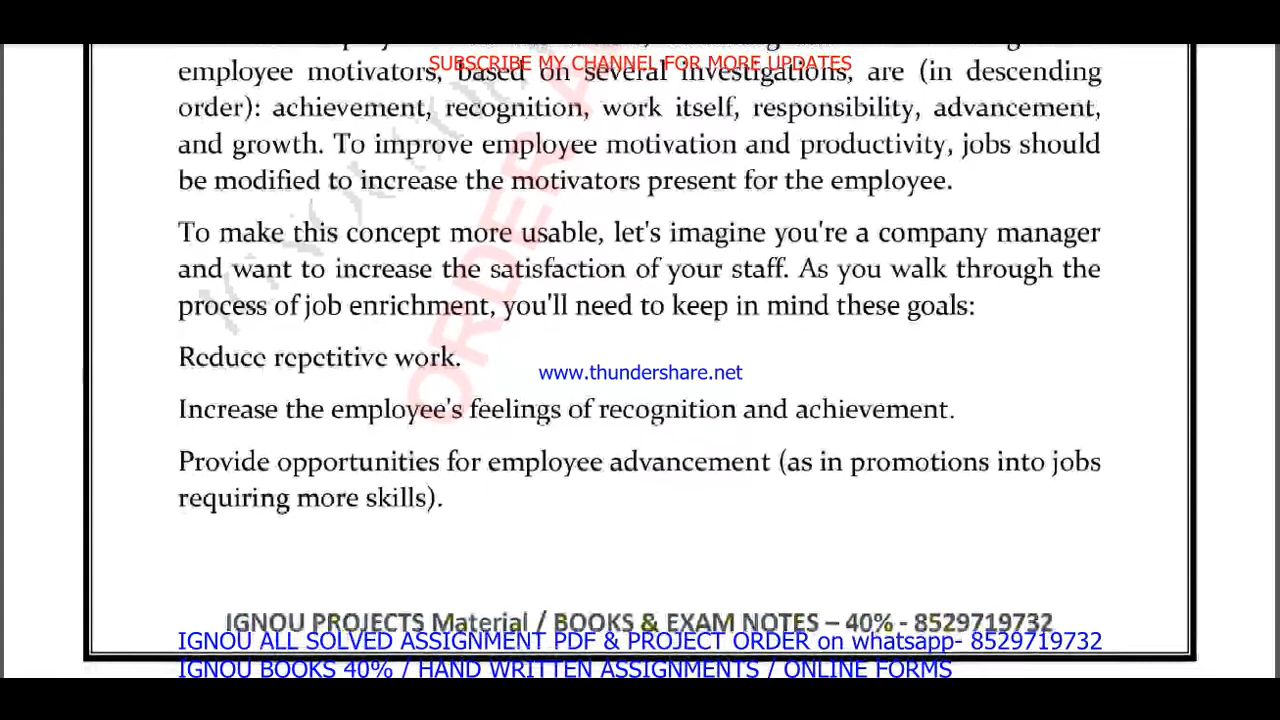 SUBSCRIBE MY CHANNEL FOR MORE UPDATES
employee motivators, based on several investigations, are (in descending
order): achievement, recognition, work itself, responsibility, advancement,
and growth. To improve employee motivation and productivity, jobs should
be modified to increase the motivators present for the employee.
To make this concept more usable, let's imagine you're a company manager
and want to increase the satisfaction of your staff. As you walk through the
process of job enrichment, you'll need to keep in mind these goals:
Reduce repetitive work.
www.thundershare.net
Increase the employee's feelings of recognition and achievement.
Provide opportunities for employee advancement (as in promotions into jobs
requiring more skills).
ORDER
IGNOU PROJECTS Material / BOOKS & EXAM NOTES – 40% - 8529719732
IGNOU ALL SOLVED ASSIGNMENT PDF & PROJECT ORDER on whatsapp- 8529719732
IGNOU BOOKS 40% / HAND WRITTEN ASSIGNMENTS / ONLINE FORMS